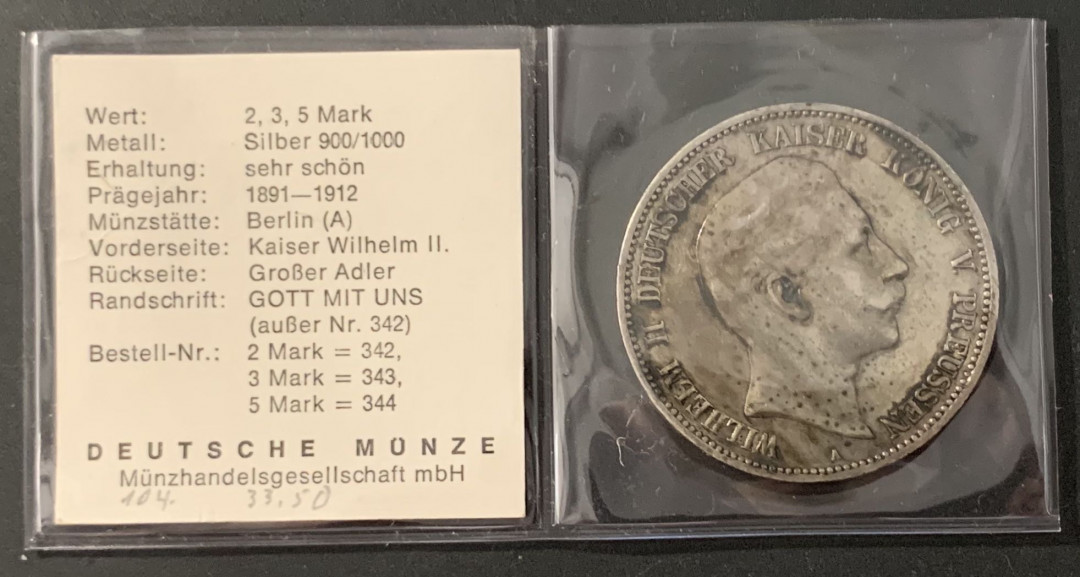 Wert: 2, 3, 5 Mark
Metall: Silber 900/1000
Erhaltung: sehr schön
Prägejahr: 1891—1912
Münzstätte: Berlin (A)
Vorderseite: Kaiser Wilhelm II.
Rückseite: Großer Adler
Randschrift: GOTT MIT UNS
(außer Nr. 342)
Bestell-Nr.: 2 Mark = 342,
3 Mark = 343,
5 Mark = 344
DEUTSCHE MÜNZE
Münzhandelsgesellschaft mbH
104. 33,50
WILHELM II DEUTSCHER KAISER KÖNIG V. PREUSSEN
A